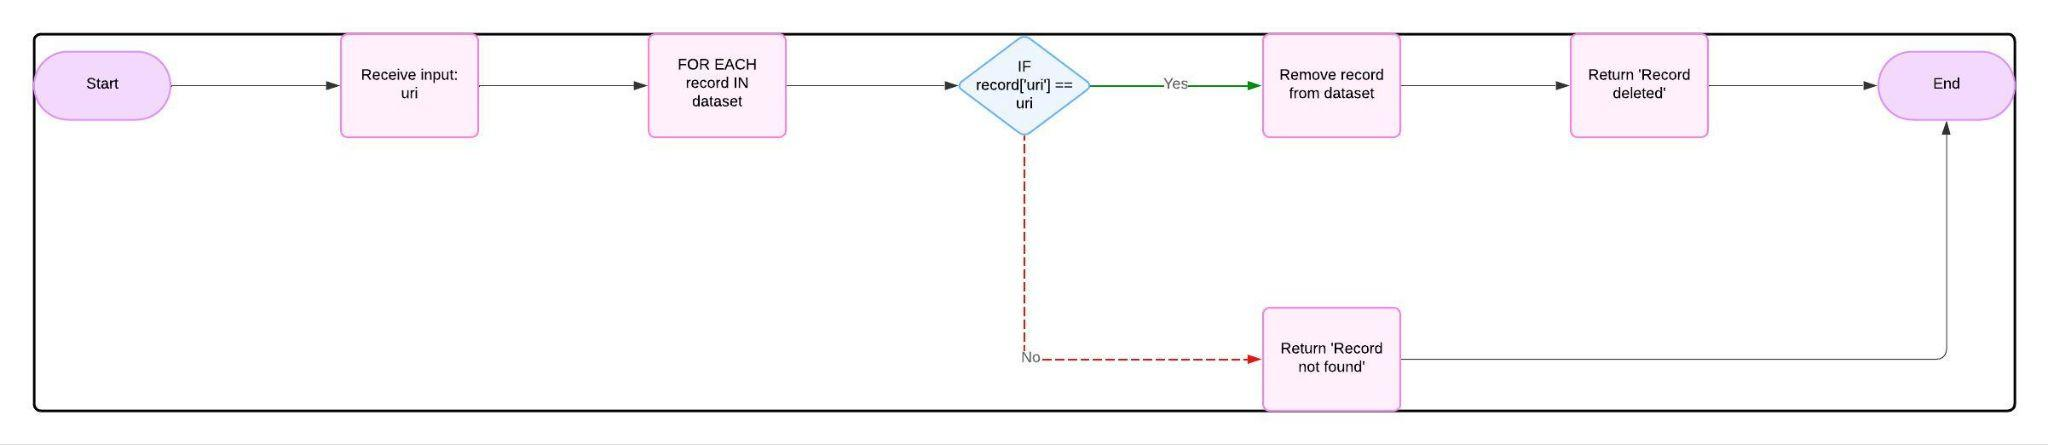 Start
Receive input:
uri
FOR EACH
record IN
dataset
IF
record['uri'] ==
uri
Yes
Remove record
from dataset
Return 'Record
deleted'
End
No
Return 'Record
not found'